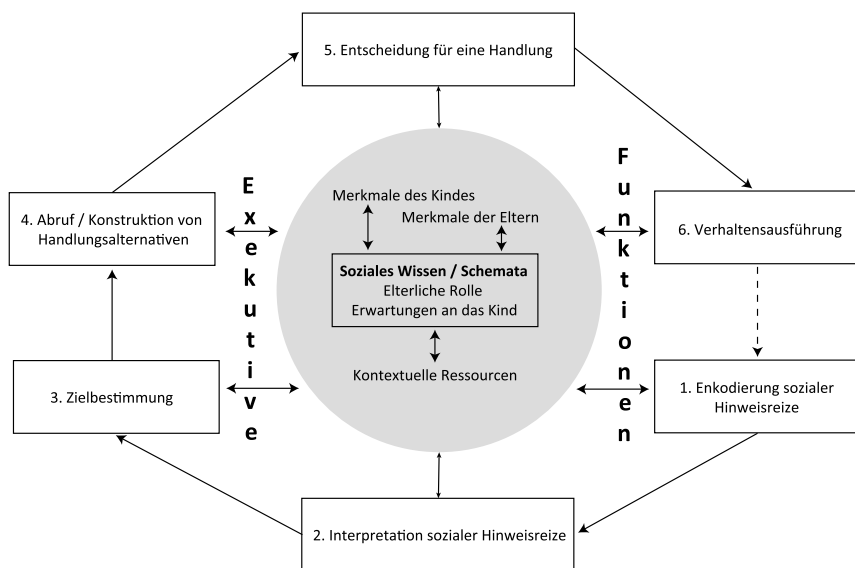 5. Entscheidung für eine Handlung
Exekutive
Funktionen
Merkmale des Kindes
Merkmale der Eltern
4. Abruf / Konstruktion von
Handlungsalternativen
6. Verhaltensausführung
Soziales Wissen / Schemata
Elterliche Rolle
Erwartungen an das Kind
Kontextuelle Ressourcen
3. Zielbestimmung
1. Enkodierung sozialer
Hinweisreize
2. Interpretation sozialer Hinweisreize